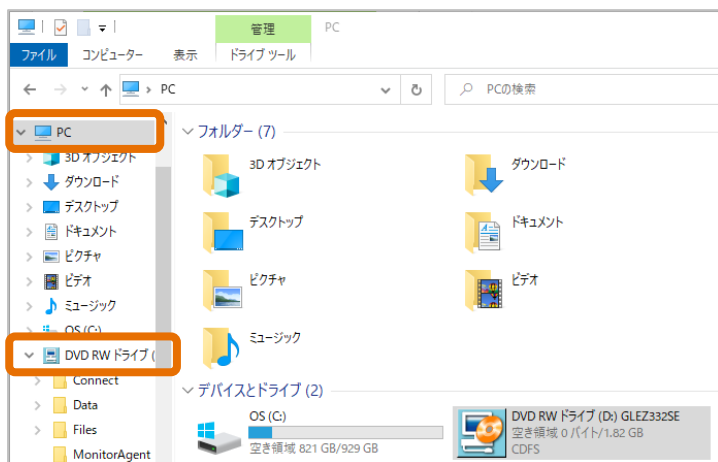 管理
PC
ファイル
コンピューター
表示
ドライブ ツール
PC
PCの検索
PC
3D オブジェクト
ダウンロード
デスクトップ
ドキュメント
ピクチャ
ビデオ
ミュージック
OS (C:)
DVD RW ドライブ (
Connect
Data
Files
MonitorAgent
フォルダー (7)
3D オブジェクト
ダウンロード
デスクトップ
ドキュメント
ピクチャ
ビデオ
ミュージック
デバイスとドライブ (2)
OS (C:)
空き領域 821 GB/929 GB
DVD RW ドライブ (D:) GLEZ332SE
空き領域 0 バイト/1.82 GB
CDFS